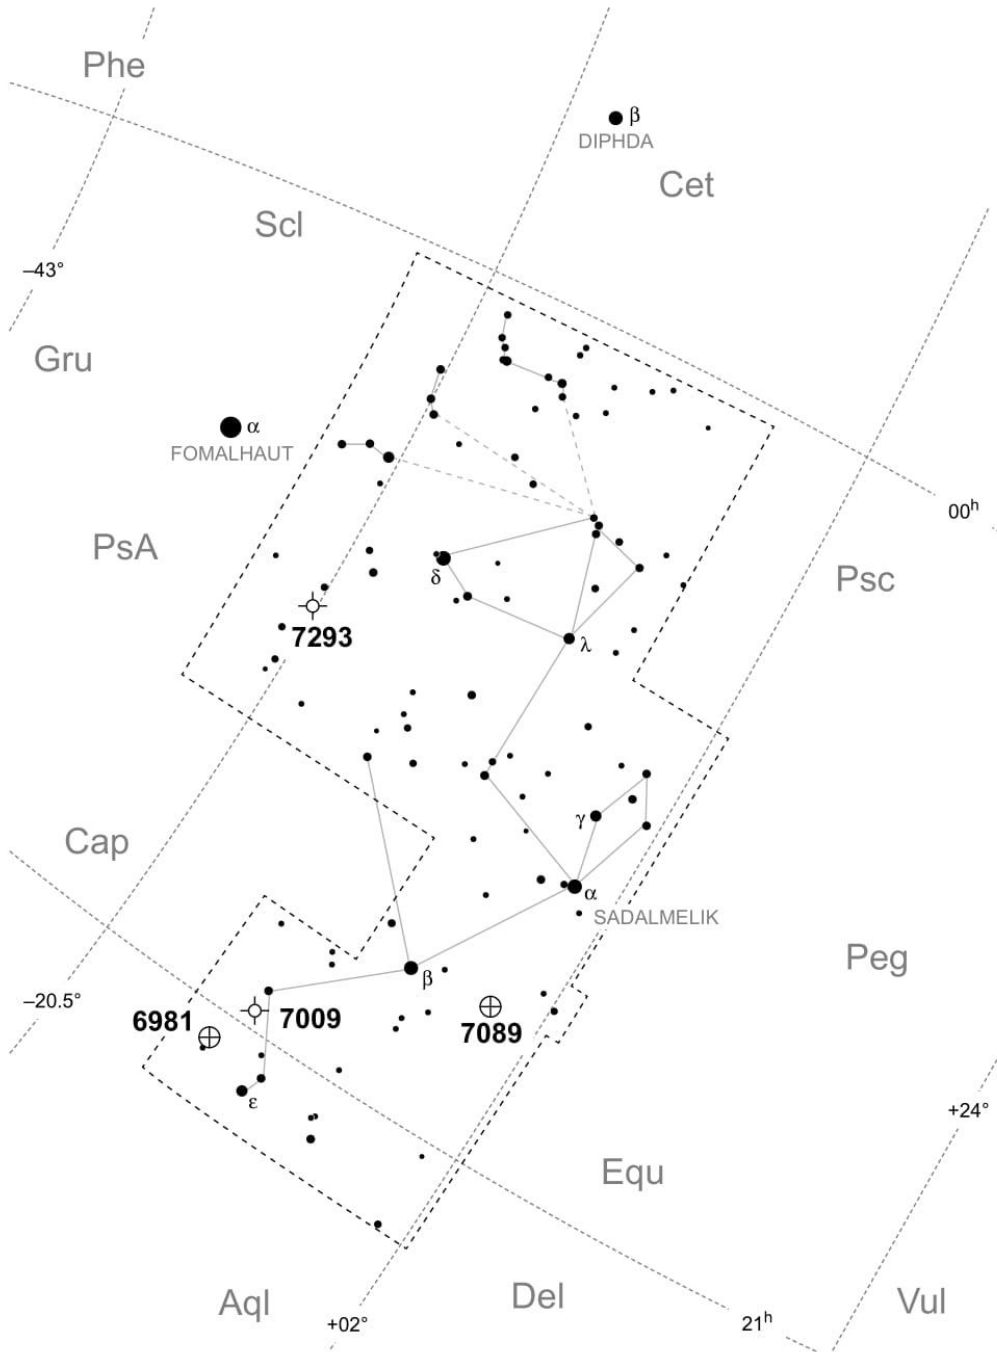 Phe
β
DIPHDA
Cet
Scl
–43°
Gru
α
FOMALHAUT
00ʰ
PsA
δ
Psc
7293
λ
γ
Cap
α
SADALMELIK
Peg
β
–20.5°
6981
7009
7089
ε
+24°
Equ
Aql
Del
Vul
+02°
21ʰ